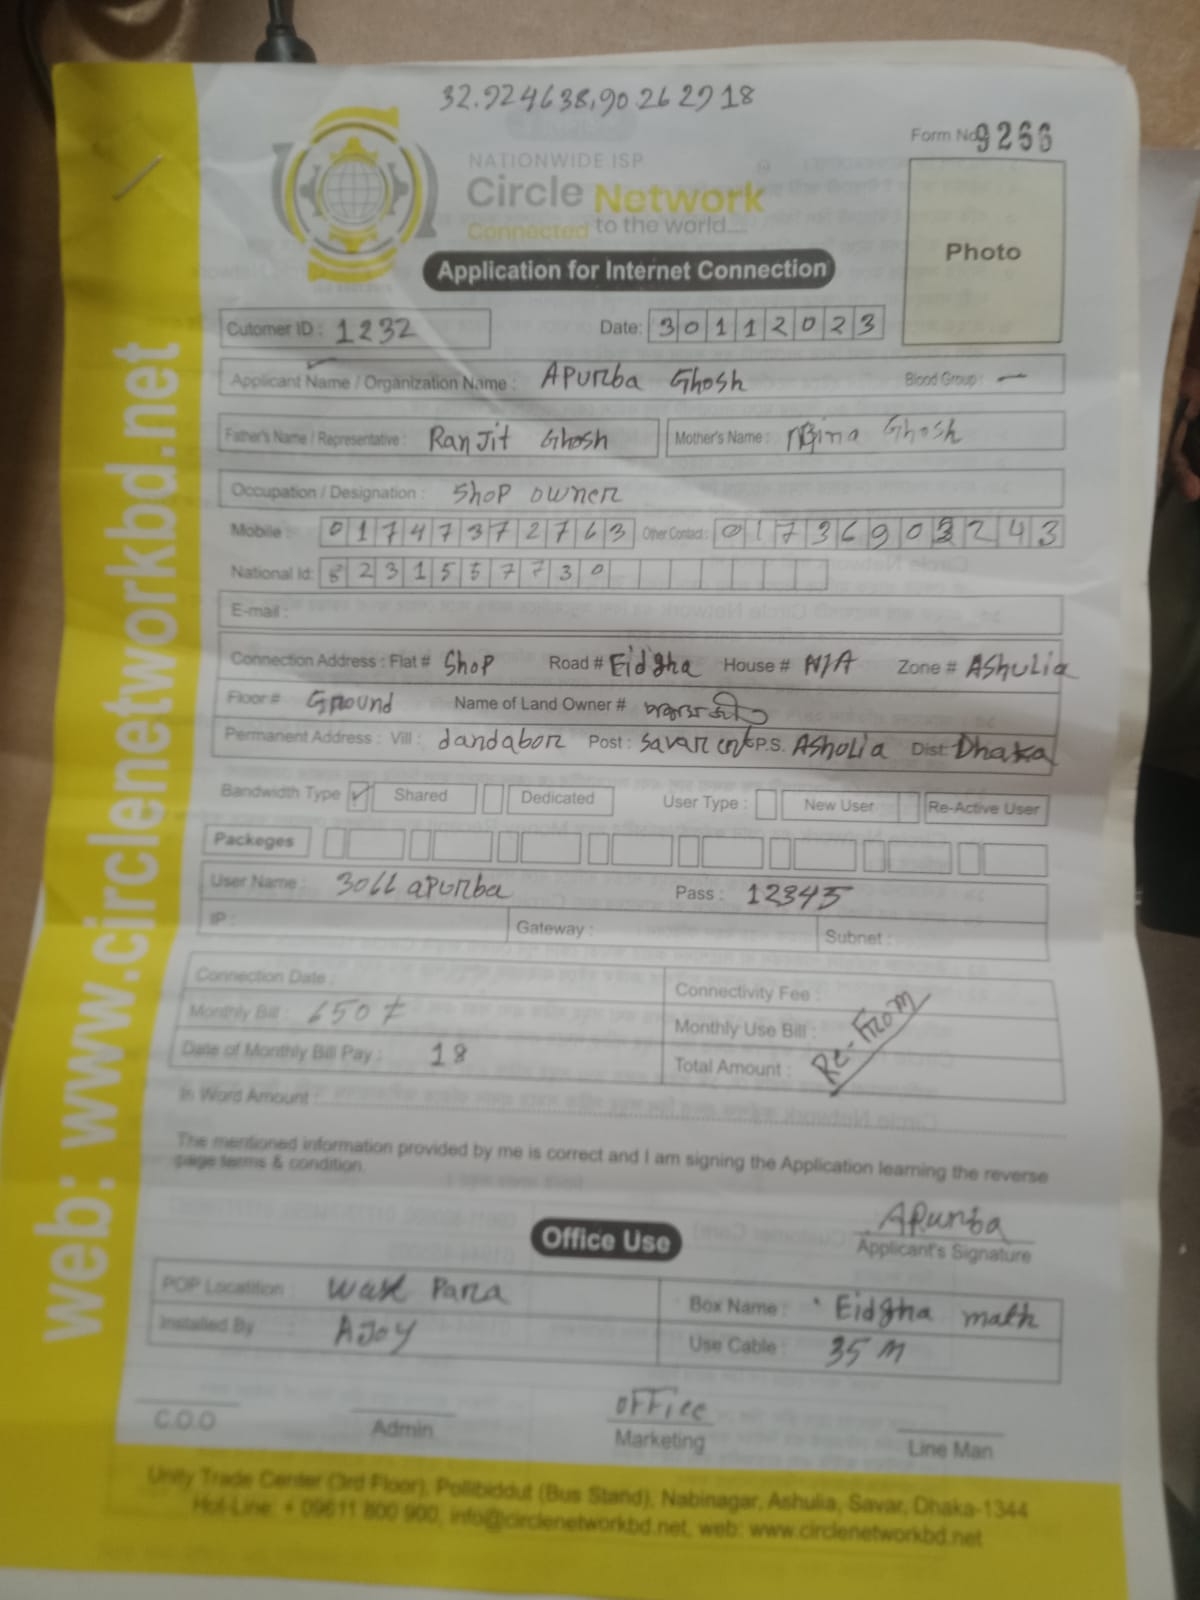 32.924638,90.262918
Form No 9266
NATIONWIDE ISP
Circle Network
Connected to the world...
Photo
Application for Internet Connection
Cutomer ID : 1232 Date: 30112023
Applicant Name / Organization Name : APurba Ghosh Blood Group : —
Father's Name / Representative : RanJit Ghosh Mother's Name : Bina Ghosh
Occupation / Designation : Shop owner
Mobile : 01747372763 Other Contact : 017369032243
National Id: 8231557730
E-mail :
Connection Address : Flat # Shop Road # Eidgha House # N/A Zone # AShuLia
Floor # Ground Name of Land Owner #
Permanent Address : Vill : dandabor Post : Savar cnt P.S. AShoLia Dist: Dhaka
Bandwidth Type ✓ Shared Dedicated User Type : New User Re-Active User
Packeges
User Name : 3066 aPurba Pass : 12345
IP : Gateway : Subnet :
Connection Date : Connectivity Fee :
Monthly Bill : 650 Monthly Use Bill :
Date of Monthly Bill Pay : 18 Total Amount :
Re-From
In Word Amount :
The mentioned information provided by me is correct and I am signing the Application learning the reverse
page terms & condition.
APurba
Office Use Applicant's Signature
POP Locatition : Para Box Name : Eidgha math
Installed By : AJoy Use Cable : 35 M
OFFice
C.O.O Admin Marketing Line Man
Unity Trade Center (3rd Floor), Pollibiddut (Bus Stand), Nabinagar, Ashulia, Savar, Dhaka-1344
Hot-Line: + 09611 800 900, info@circlenetworkbd.net, web: www.circlenetworkbd.net
web: www.circlenetworkbd.net